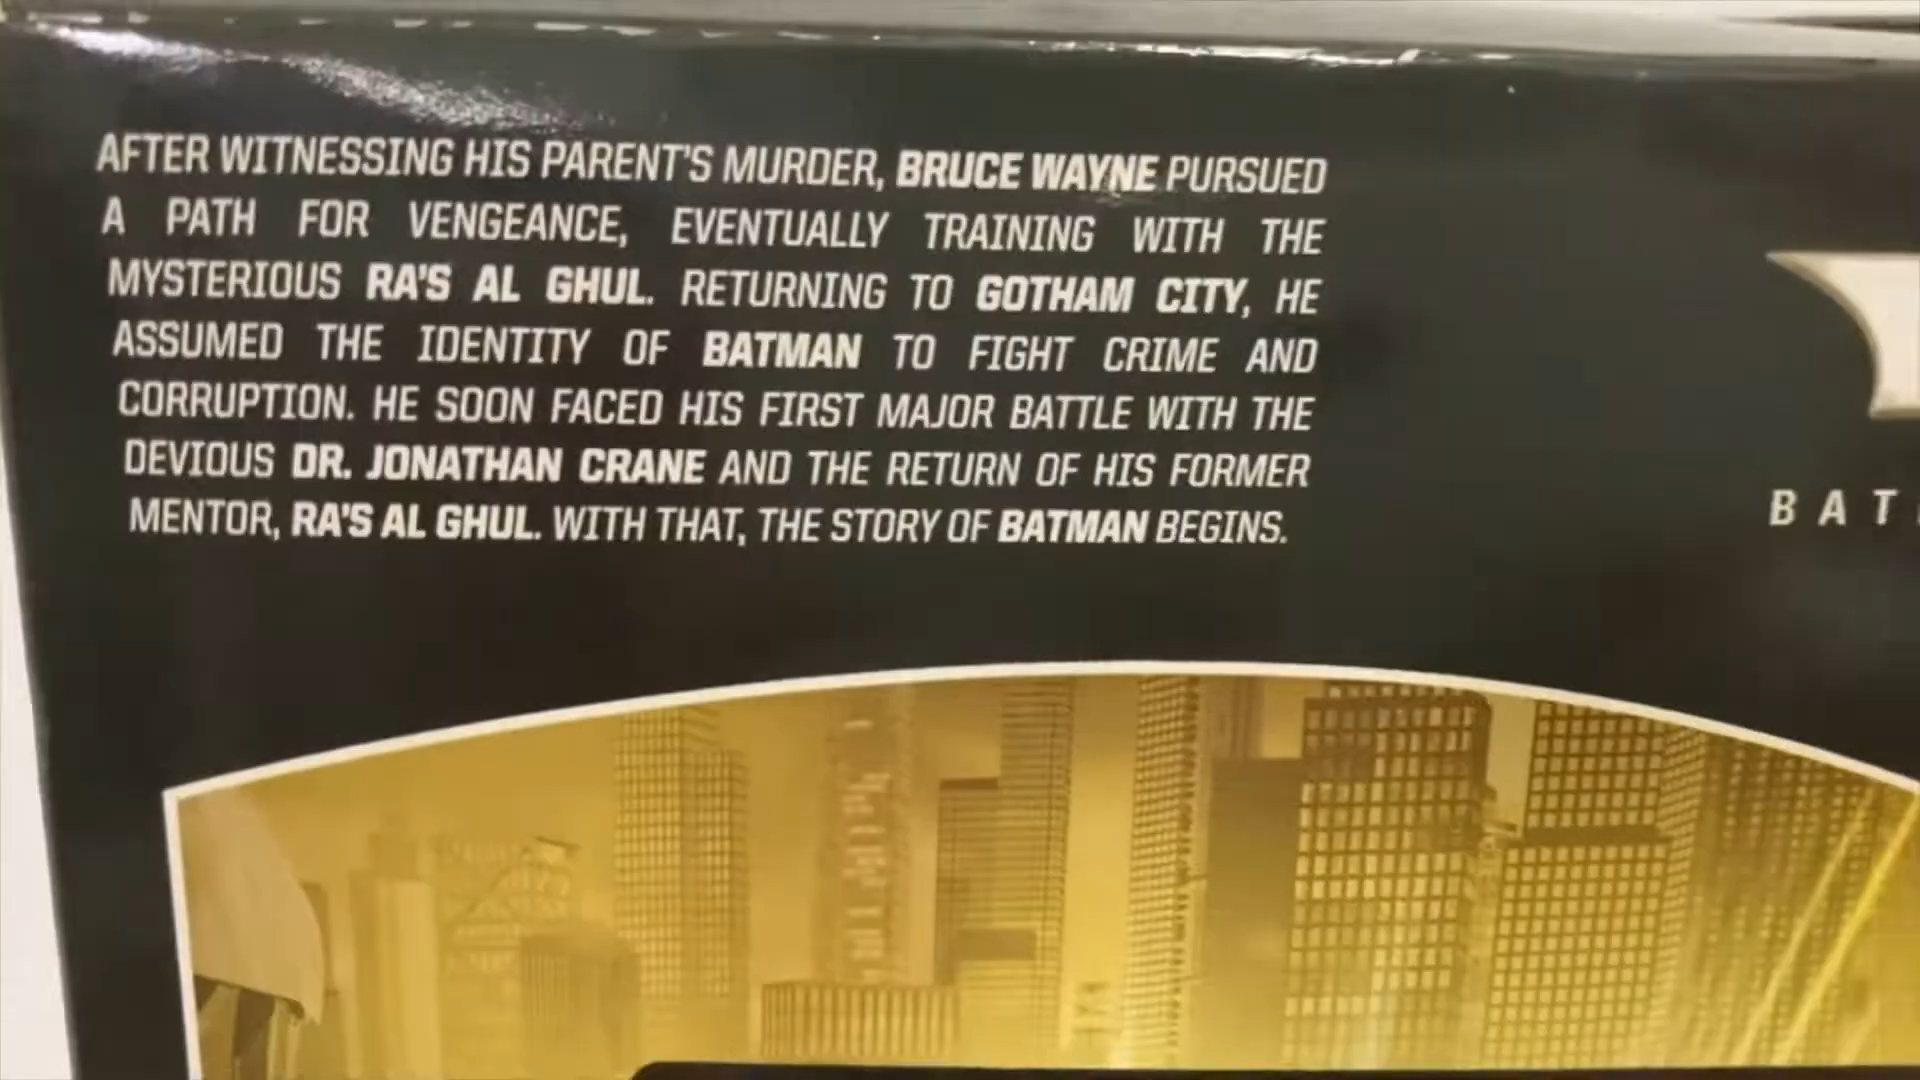 AFTER WITNESSING HIS PARENT'S MURDER, BRUCE WAYNE PURSUED
A PATH FOR VENGEANCE, EVENTUALLY TRAINING WITH THE
MYSTERIOUS RA'S AL GHUL. RETURNING TO GOTHAM CITY, HE
ASSUMED THE IDENTITY OF BATMAN TO FIGHT CRIME AND
CORRUPTION. HE SOON FACED HIS FIRST MAJOR BATTLE WITH THE
DEVIOUS DR. JONATHAN CRANE AND THE RETURN OF HIS FORMER
MENTOR, RA'S AL GHUL. WITH THAT, THE STORY OF BATMAN BEGINS.
BAT